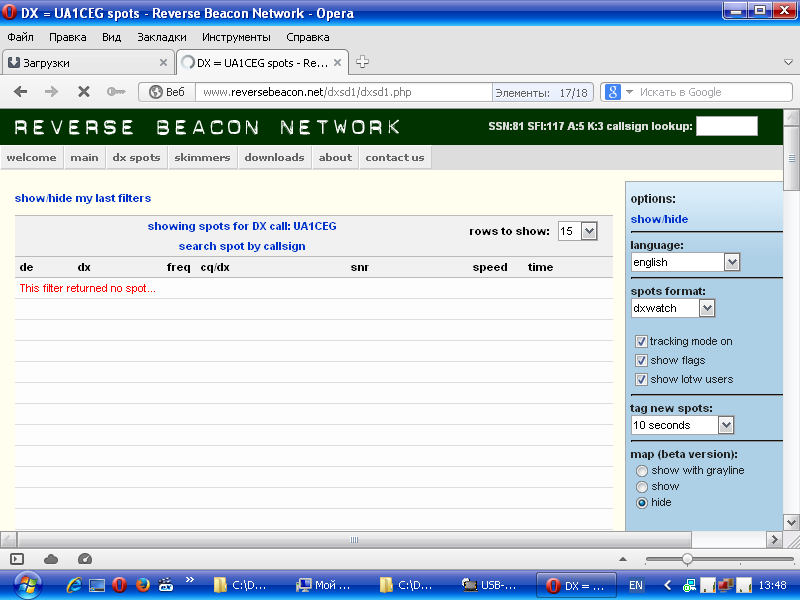 DX = UA1CEG spots - Reverse Beacon Network - Opera
Файл Правка Вид Закладки Инструменты Справка
Загрузки DX = UA1CEG spots - Re...
Веб www.reversebeacon.net/dxsd1/dxsd1.php Элементы: 17/18 Искать в Google
REVERSE BEACON NETWORK SSN:81 SFI:117 A:5 K:3 callsign lookup:
welcome main dx spots skimmers downloads about contact us
show/hide my last filters
showing spots for DX call: UA1CEG
search spot by callsign
rows to show: 15
de dx freq cq/dx snr speed time
This filter returned no spot...
options:
show/hide
language:
english
spots format:
dxwatch
tracking mode on
show flags
show lotw users
tag new spots:
10 seconds
map (beta version):
show with grayline
show
hide
C:\D... Мой ... C:\D... USB-... DX = ... EN 13:48